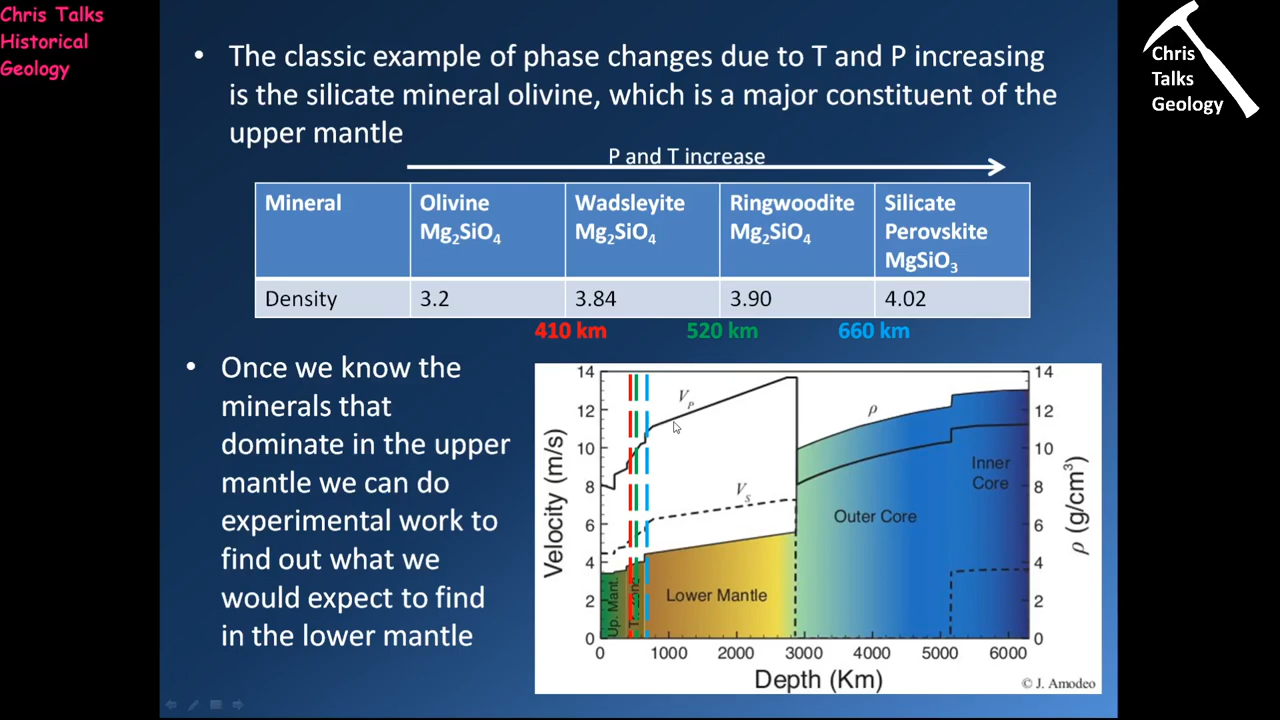 Chris Talks
Historical
Geology
Chris
Talks
Geology
• The classic example of phase changes due to T and P increasing
is the silicate mineral olivine, which is a major constituent of the
upper mantle
P and T increase
Mineral Olivine Mg₂SiO₄ Wadsleyite Mg₂SiO₄ Ringwoodite Mg₂SiO₄ Silicate Perovskite MgSiO₃
Density 3.2 3.84 3.90 4.02
410 km 520 km 660 km
• Once we know the
minerals that
dominate in the upper
mantle we can do
experimental work to
find out what we
would expect to find
in the lower mantle
14 12 10 8 6 4 2 0
Velocity (m/s)
V_P
V_S
ρ
Up. Mant.
Lower Mantle
Outer Core
Inner
Core
14 12 10 8 6 4 2 0
ρ (g/cm³)
0 1000 2000 3000 4000 5000 6000
Depth (Km)
© J. Amodeo